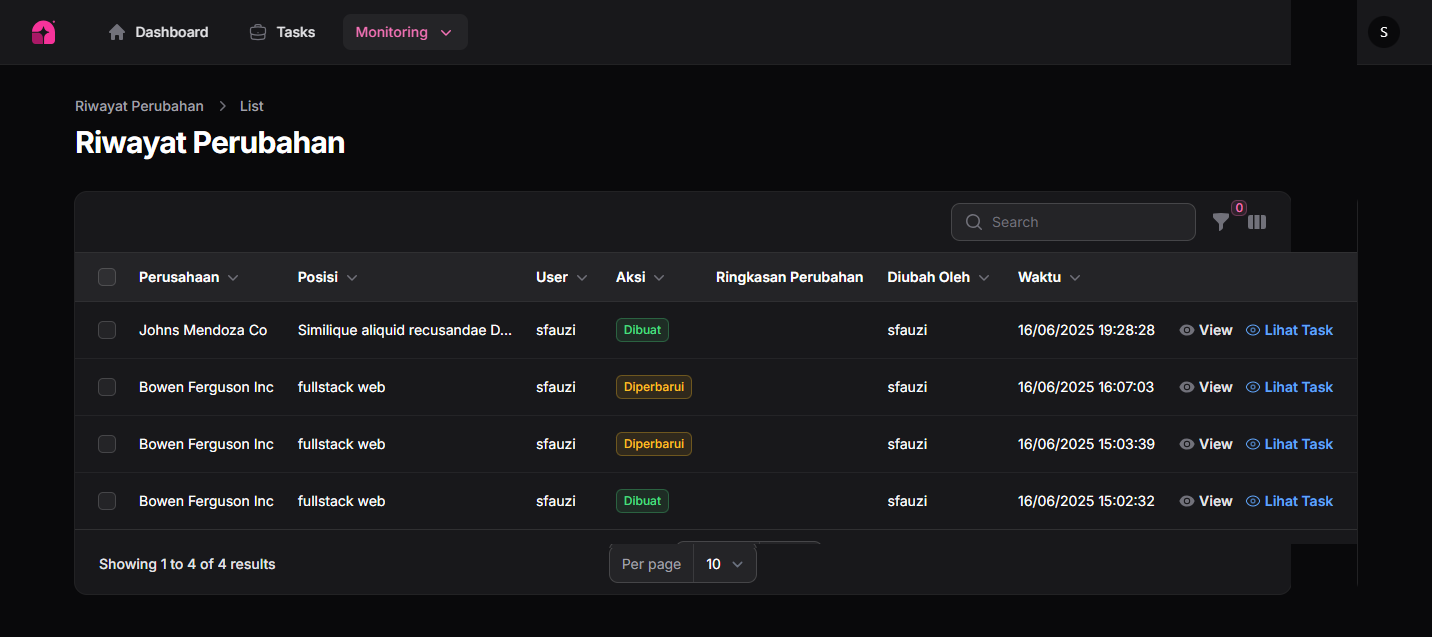 Dashboard Tasks Monitoring S
Riwayat Perubahan List
Riwayat Perubahan
Search 0
Perusahaan Posisi User Aksi Ringkasan Perubahan Diubah Oleh Waktu
Johns Mendoza Co Similique aliquid recusandae D... sfauzi Dibuat sfauzi 16/06/2025 19:28:28 View Lihat Task
Bowen Ferguson Inc fullstack web sfauzi Diperbarui sfauzi 16/06/2025 16:07:03 View Lihat Task
Bowen Ferguson Inc fullstack web sfauzi Diperbarui sfauzi 16/06/2025 15:03:39 View Lihat Task
Bowen Ferguson Inc fullstack web sfauzi Dibuat sfauzi 16/06/2025 15:02:32 View Lihat Task
Showing 1 to 4 of 4 results Per page 10